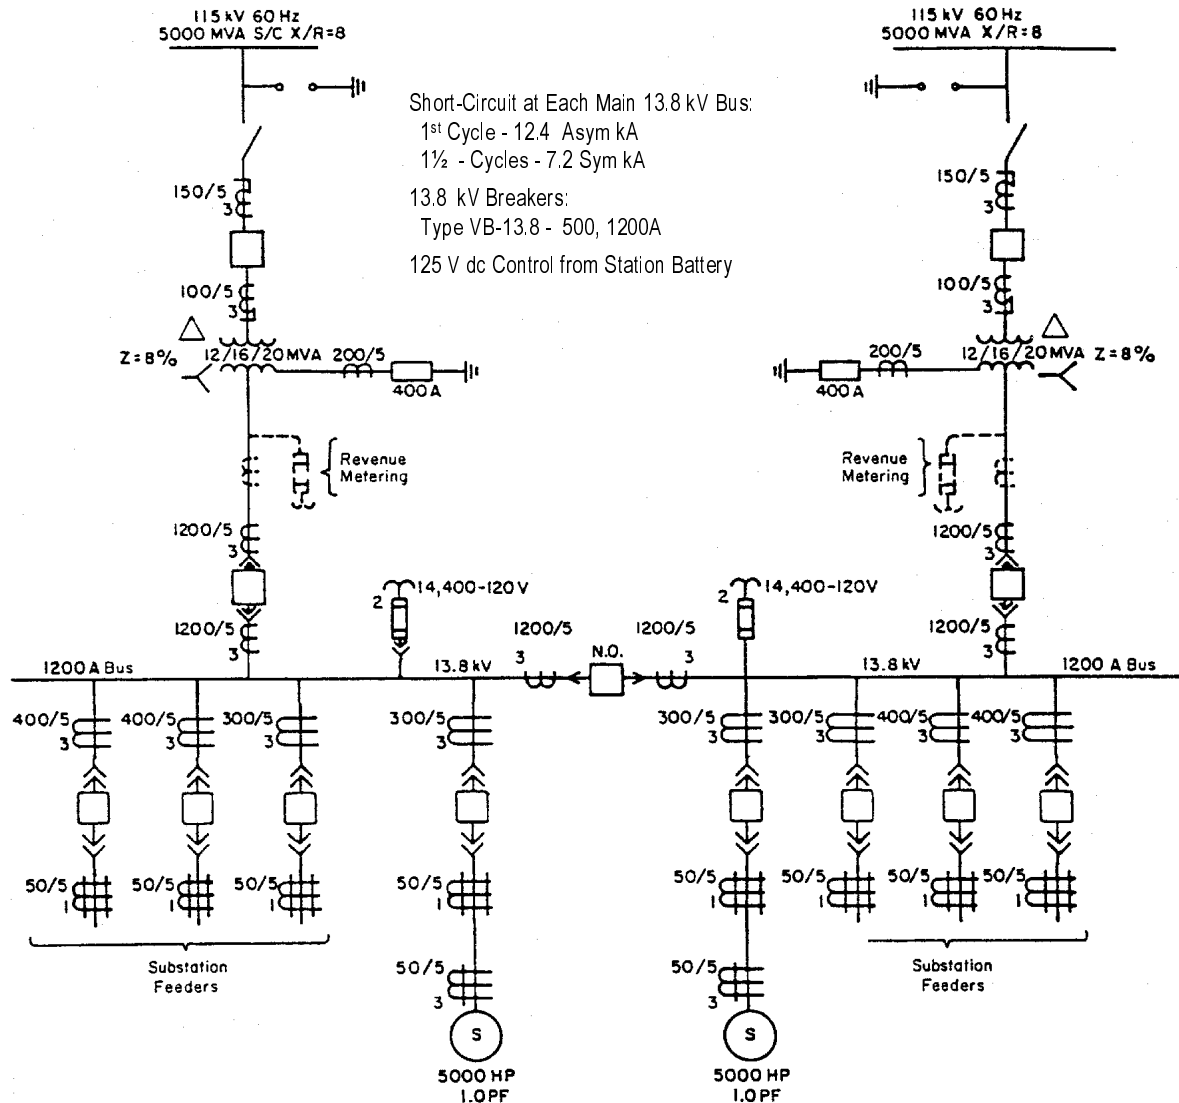 115 kV 60 Hz
5000 MVA S/C X/R=8
115 kV 60 Hz
5000 MVA X/R=8
Short-Circuit at Each Main 13.8 kV Bus:
1st Cycle - 12.4 Asym kA
1½ - Cycles - 7.2 Sym kA
13.8 kV Breakers:
Type VB-13.8 - 500, 1200A
125 V dc Control from Station Battery
150/5
3
150/5
3
100/5
3
100/5
3
Z=8%
12/16/20 MVA
200/5
400A
200/5
400A
12/16/20 MVA Z=8%
Revenue
Metering
Revenue
Metering
1200/5
3
1200/5
3
2
14,400-120V
2
14,400-120V
1200/5
3
1200/5
3
N.O.
1200/5
3
1200/5
3
1200 A Bus
13.8 kV
13.8 kV
1200 A Bus
400/5
3
400/5
3
300/5
3
300/5
3
300/5
3
300/5
3
400/5
3
400/5
3
50/5
1
50/5
1
50/5
1
50/5
1
50/5
1
50/5
1
50/5
1
50/5
1
Substation
Feeders
Substation
Feeders
50/5
3
50/5
3
S
S
5000 HP
1.0 PF
5000 HP
1.0 PF